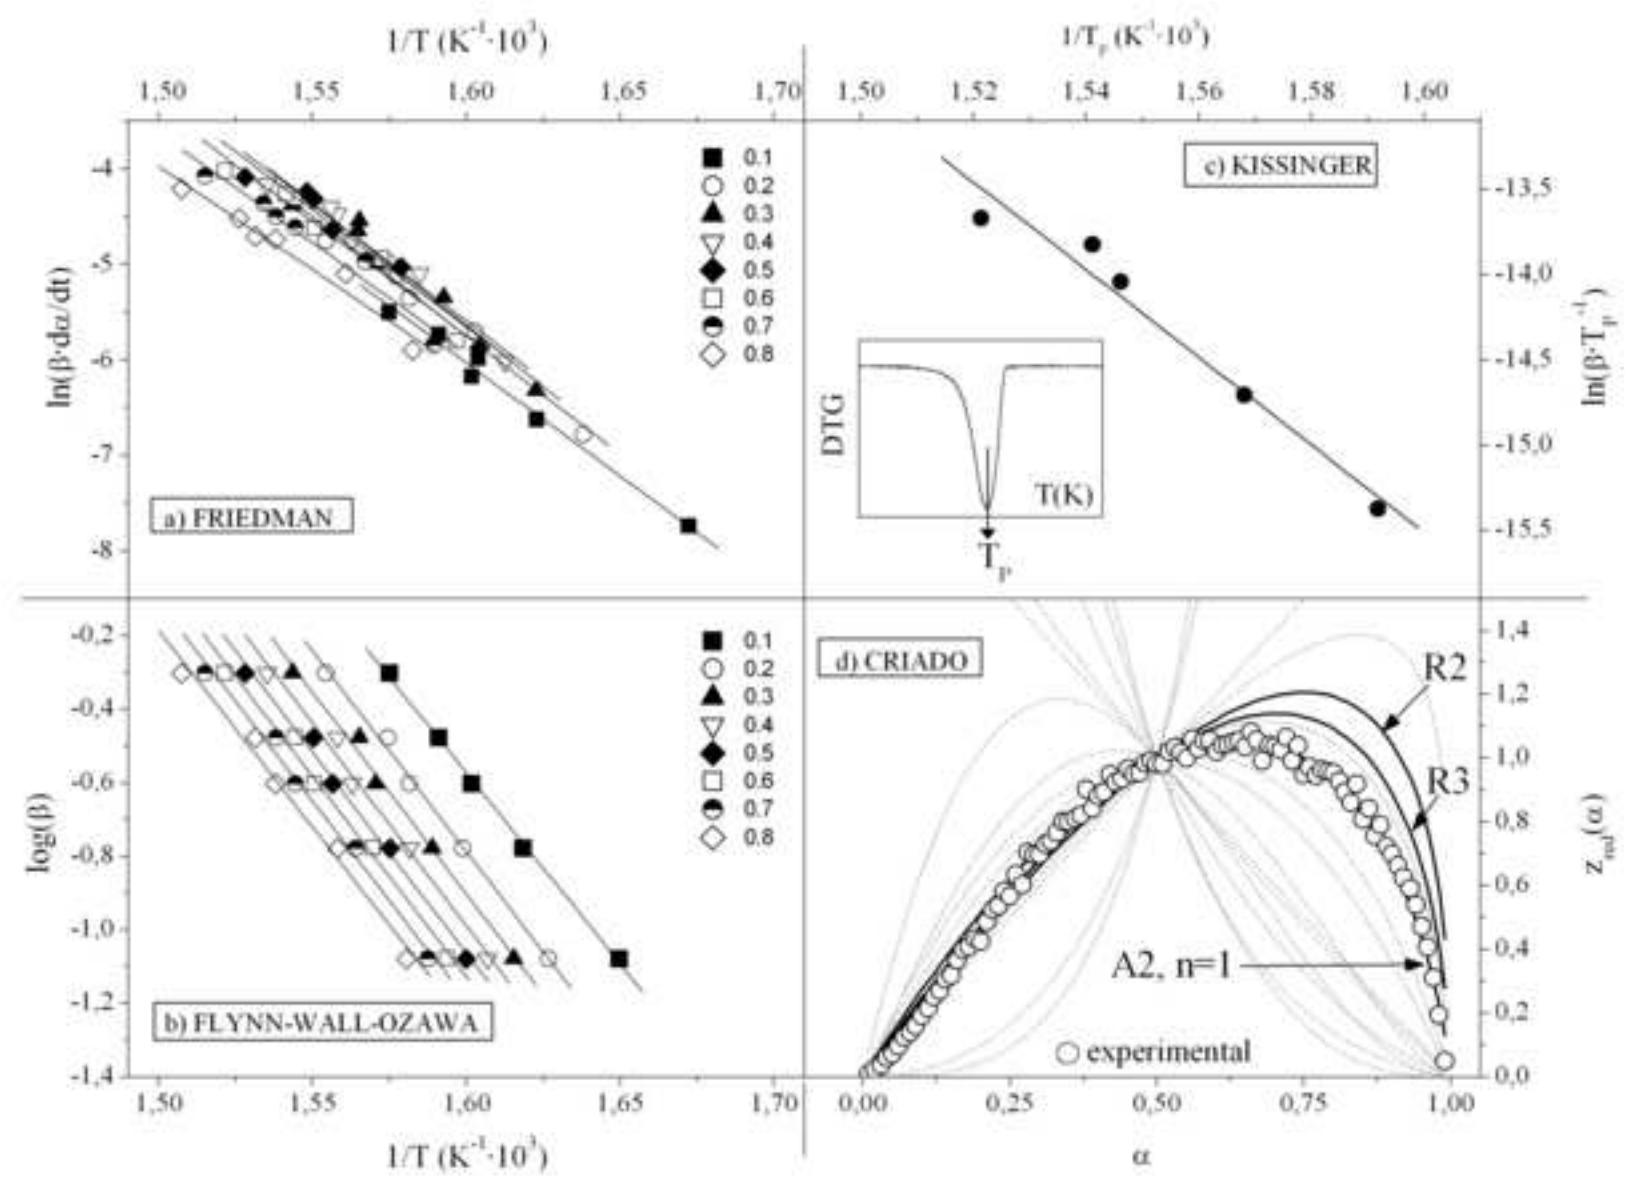 1/T (K⁻¹·10³)
1,50 1,55 1,60 1,65 1,70
-4
-5
-6
-7
-8
ln(β·dα/dt)
0.1
0.2
0.3
0.4
0.5
0.6
0.7
0.8
a) FRIEDMAN
1/Tₚ (K⁻¹·10³)
1,50 1,52 1,54 1,56 1,58 1,60
c) KISSINGER
-13,5
-14,0
-14,5
-15,0
-15,5
ln(β·T_P⁻¹)
DTG
T(K)
T_P
-0,2
-0,4
-0,6
-0,8
-1,0
-1,2
-1,4
log(β)
0.1
0.2
0.3
0.4
0.5
0.6
0.7
0.8
b) FLYNN-WALL-OZAWA
1,50 1,55 1,60 1,65 1,70
1/T (K⁻¹·10³)
d) CRIADO
R2
R3
A2, n=1
experimental
1,4
1,2
1,0
0,8
0,6
0,4
0,2
0,0
(α)
0,00 0,25 0,50 0,75 1,00
α